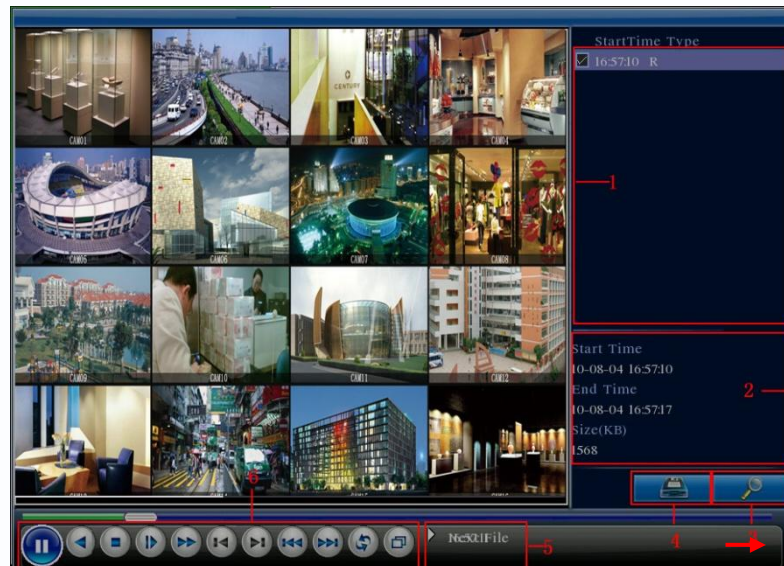 StartTime Type
16:57:10 R
CENTURY
CAM01
CAM02
CAM03
CAM04
1
CAM05
CAM06
CAM07
CAM08
CAM09
CAM10
CAM11
CAM12
Start Time
10-08-04 16:57:10
2
End Time
10-08-04 16:57:17
Size(KB)
1568
6
File
5
4